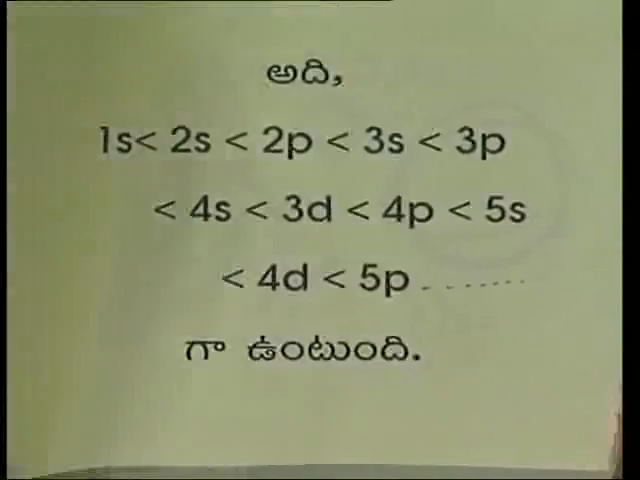 అది,
1s< 2s < 2p < 3s < 3p
< 4s < 3d < 4p < 5s
< 4d < 5p ........
గా ఉంటుంది.